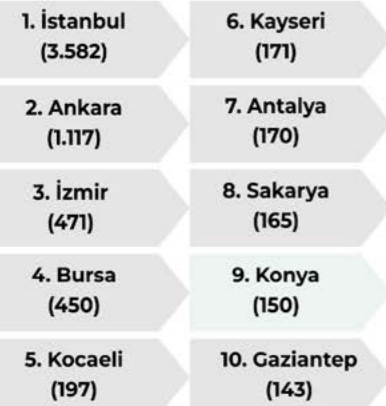 1. İstanbul
(3.582)
2. Ankara
(1.117)
3. İzmir
(471)
4. Bursa
(450)
5. Kocaeli
(197)
6. Kayseri
(171)
7. Antalya
(170)
8. Sakarya
(165)
9. Konya
(150)
10. Gaziantep
(143)